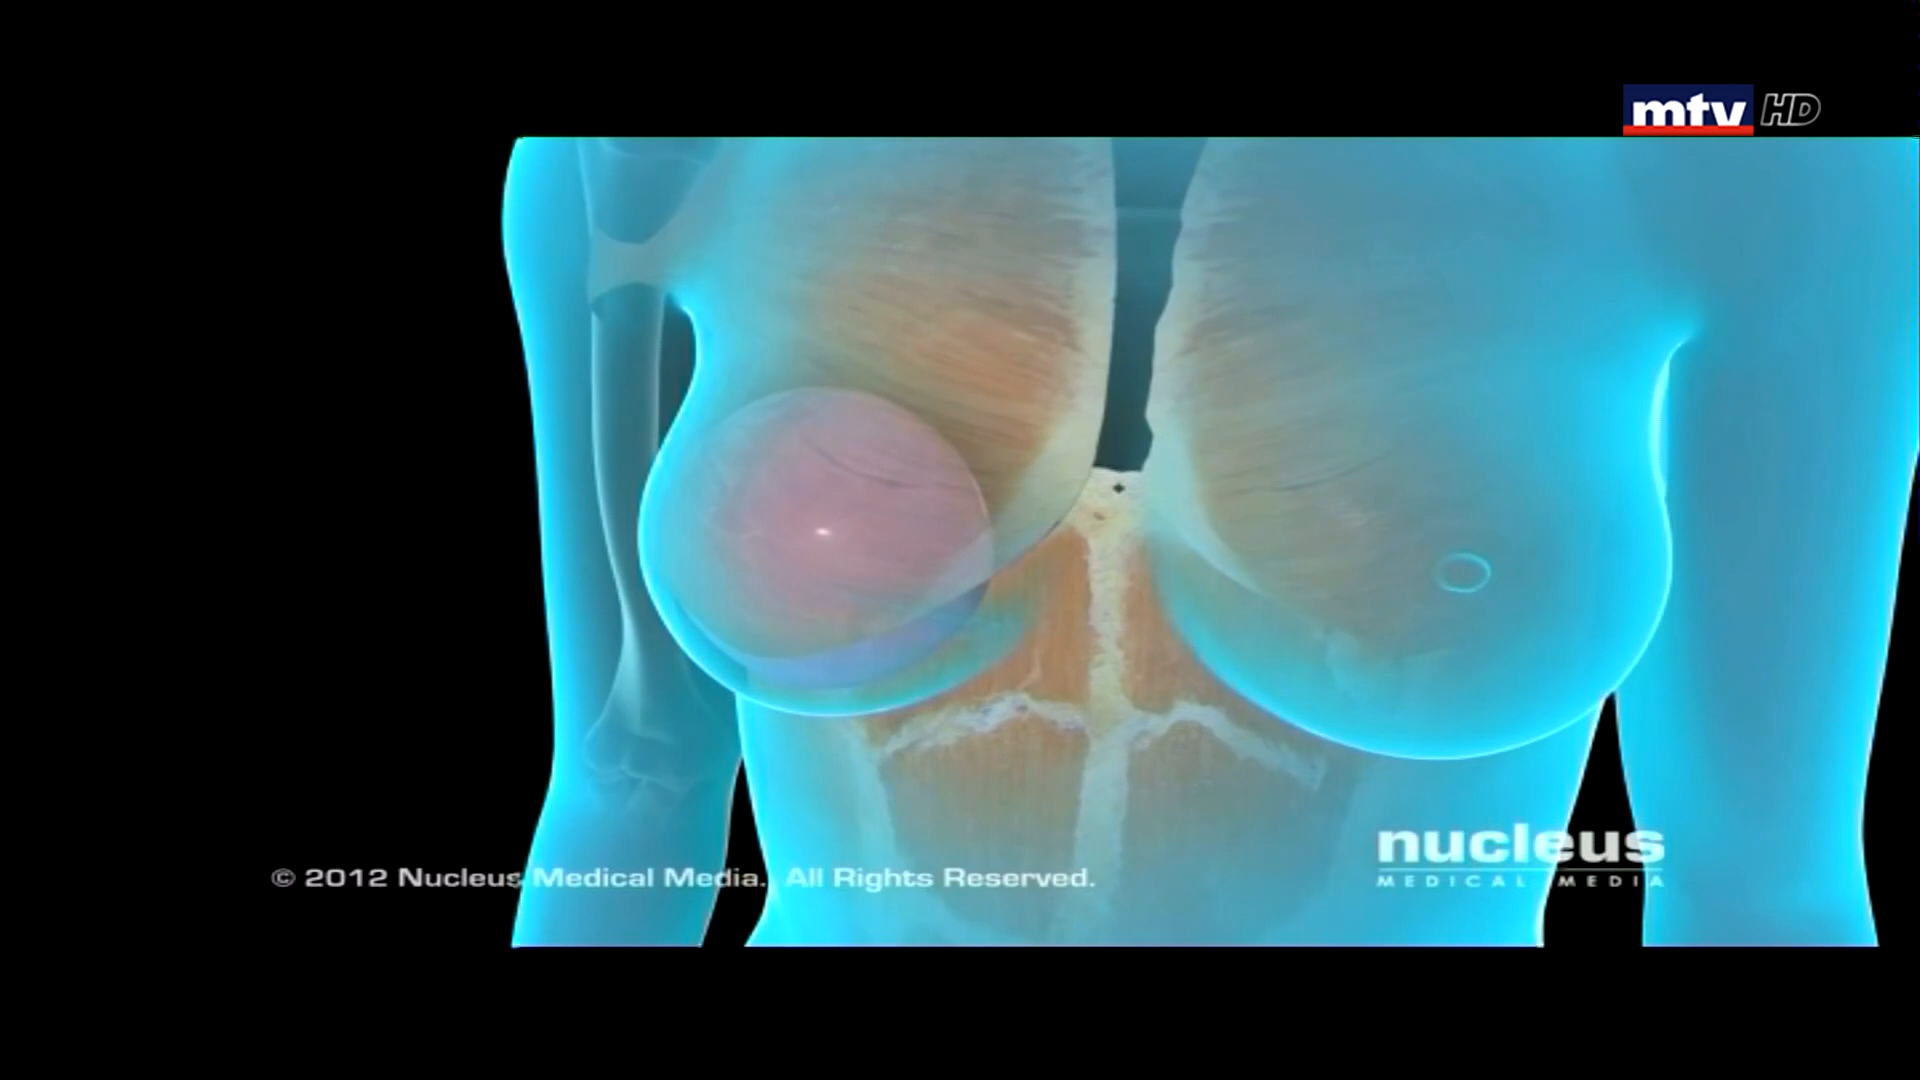 mtv HD
nucleus
MEDICAL MEDIA
© 2012 Nucleus Medical Media. All Rights Reserved.